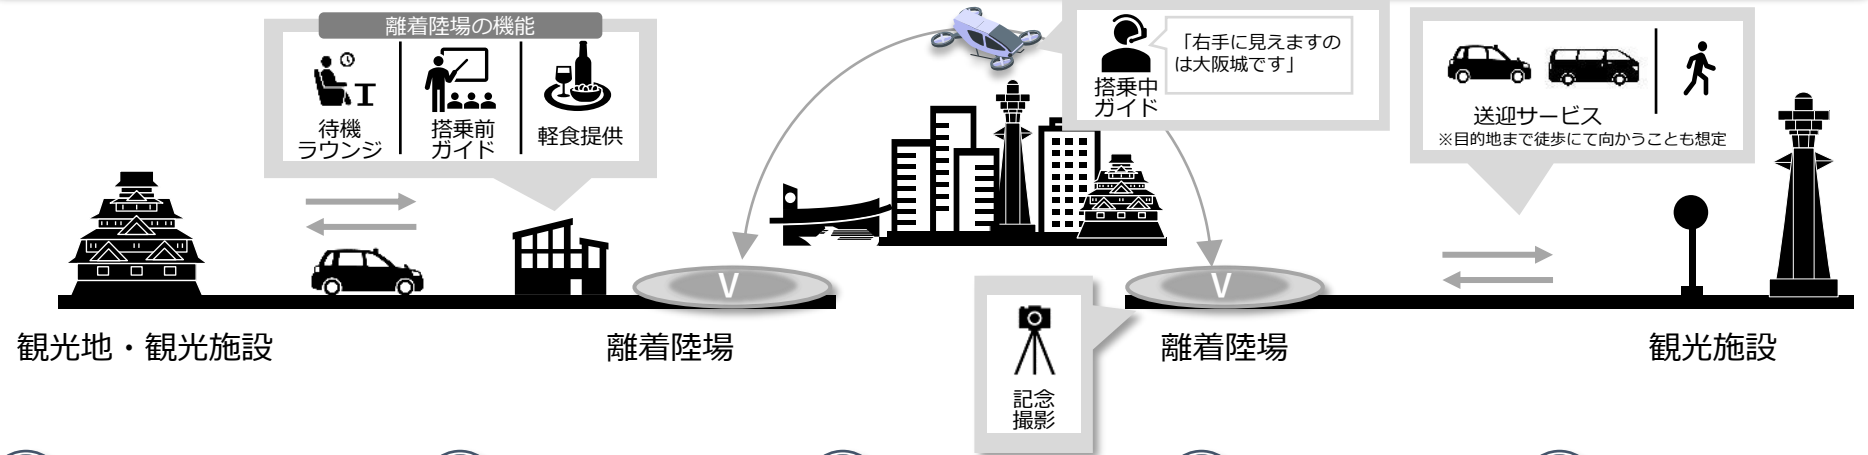 離着陸場の機能
待機
ラウンジ
搭乗前
ガイド
軽食提供
搭乗中
ガイド
「右手に見えますの
は大阪城です」
送迎サービス
※目的地まで徒歩にて向かうことも想定
V
V
記念
撮影
観光地・観光施設
離着陸場
離着陸場
観光施設